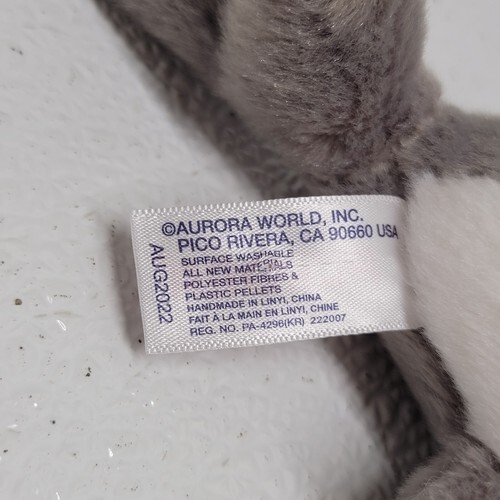 ©AURORA WORLD, INC.
PICO RIVERA, CA 90660 USA
SURFACE WASHABLE
ALL NEW MATERIALS
POLYESTER FIBRES &
PLASTIC PELLETS
HANDMADE IN LINYI, CHINA
FAIT À LA MAIN EN LINYI, CHINE
REG. NO. PA-4296(KR) 222007
AUG2022